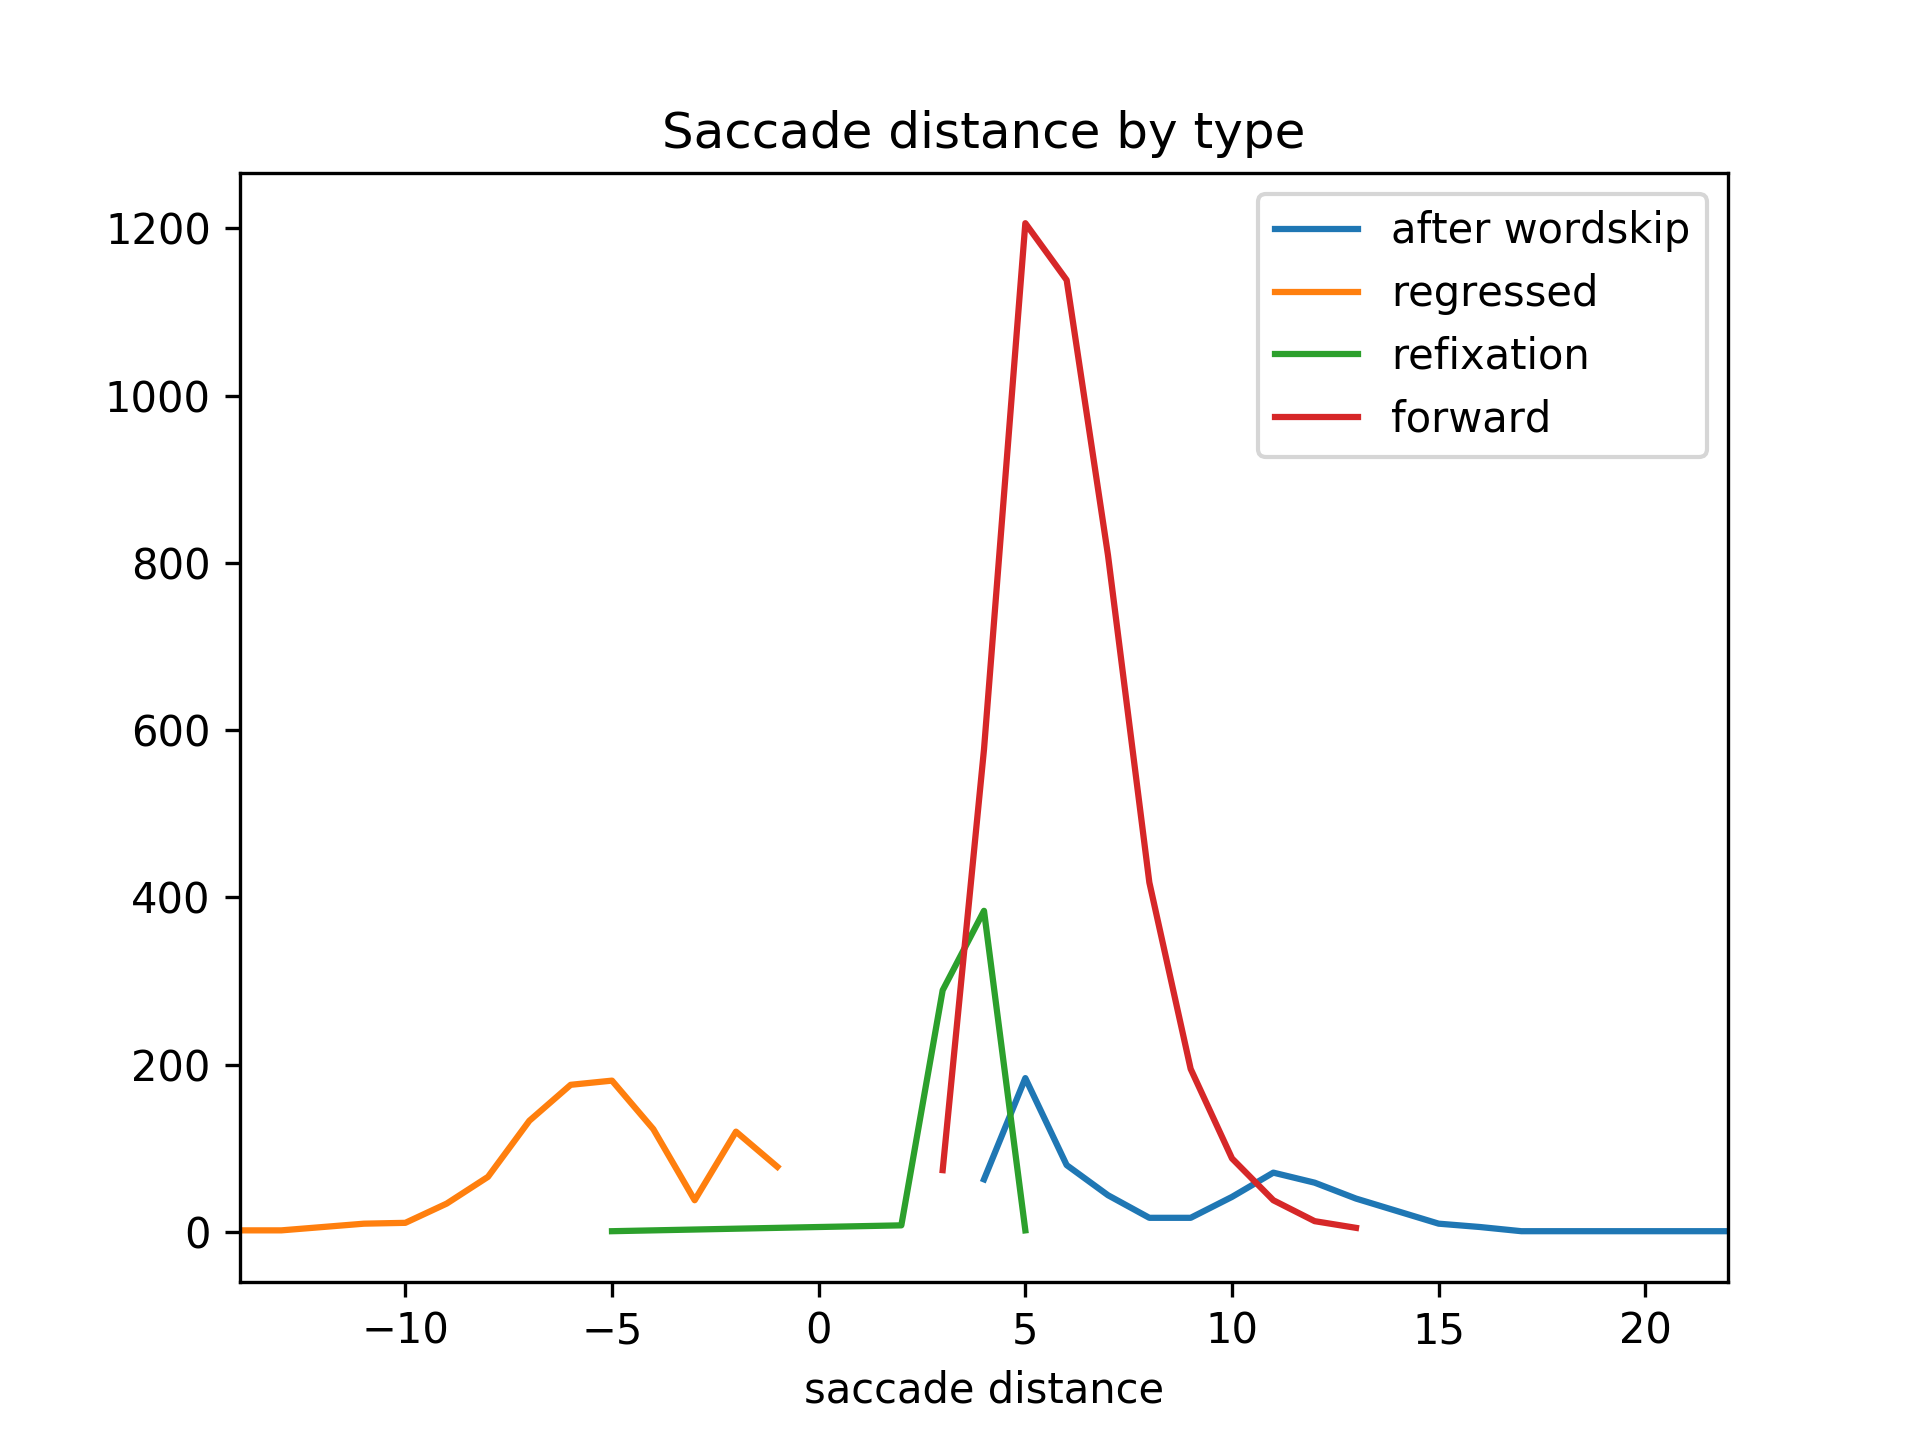 Saccade distance by type
1200
1000
800
600
400
200
0
after wordskip
regressed
refixation
forward
−10 −5 0 5 10 15 20
saccade distance